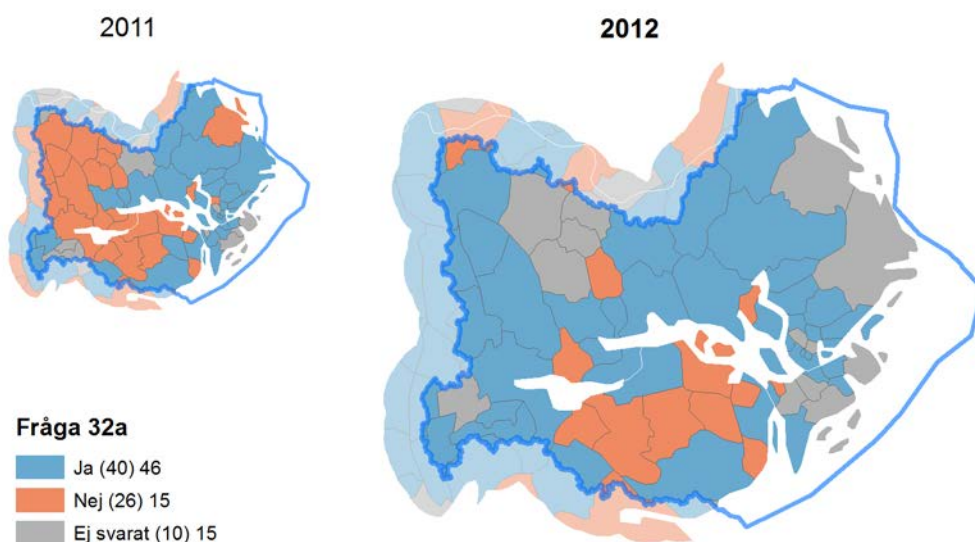 2011
2012
Fråga 32a
Ja (40) 46
Nej (26) 15
Ej svarat (10) 15